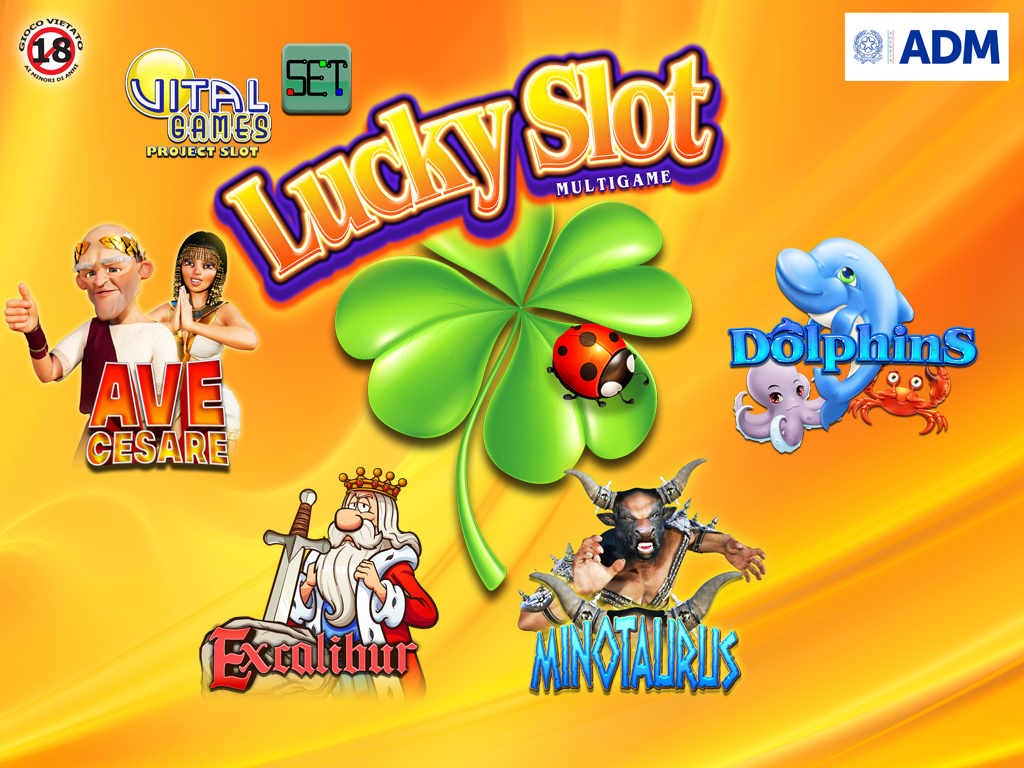 GIOCO VIETATO
18
AI MINORI DI ANNI
VITAL
GAMES
PROJECT SLOT
SET
ADM
Lucky Slot
MULTIGAME
AVE
CESARE
Dolphins
Excalibur
MINOTAURUS